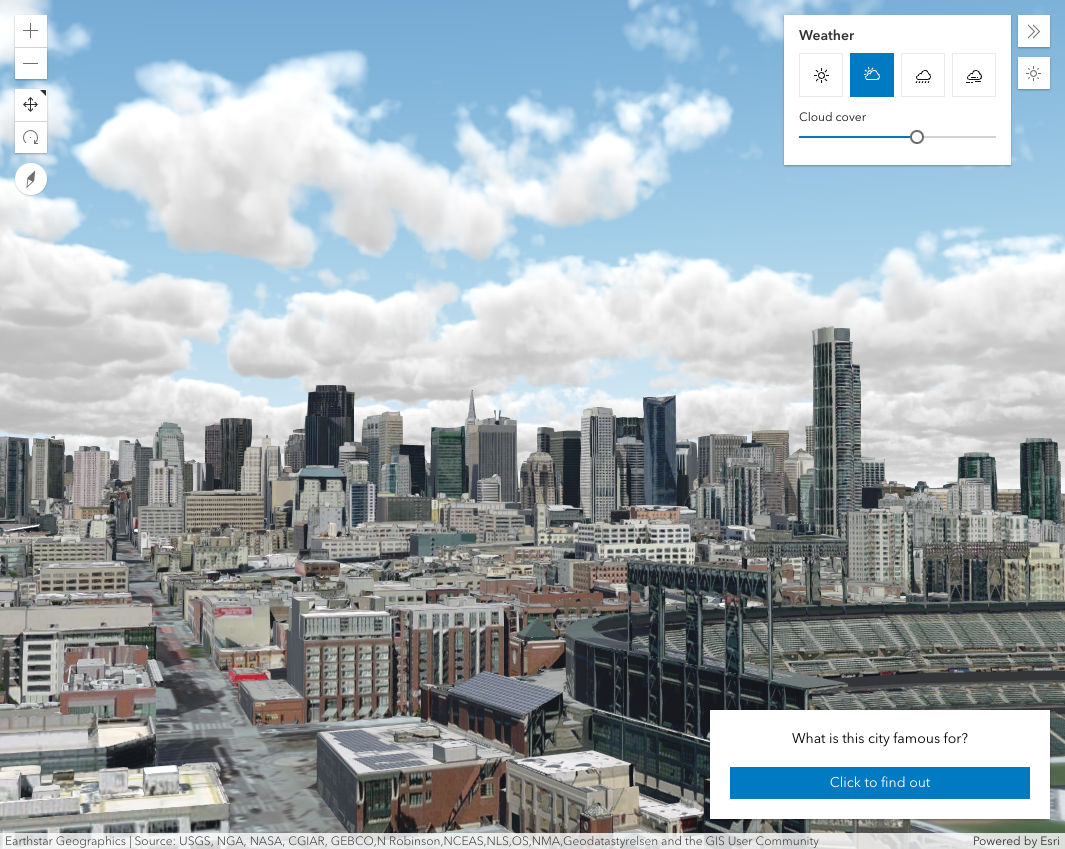 Weather
Cloud cover
What is this city famous for?
Click to find out
Earthstar Geographics | Source: USGS, NGA, NASA, CGIAR, GEBCO,N Robinson,NCEAS,NLS,OS,NMA,Geodatastyrelsen and the GIS User Community
Powered by Esri